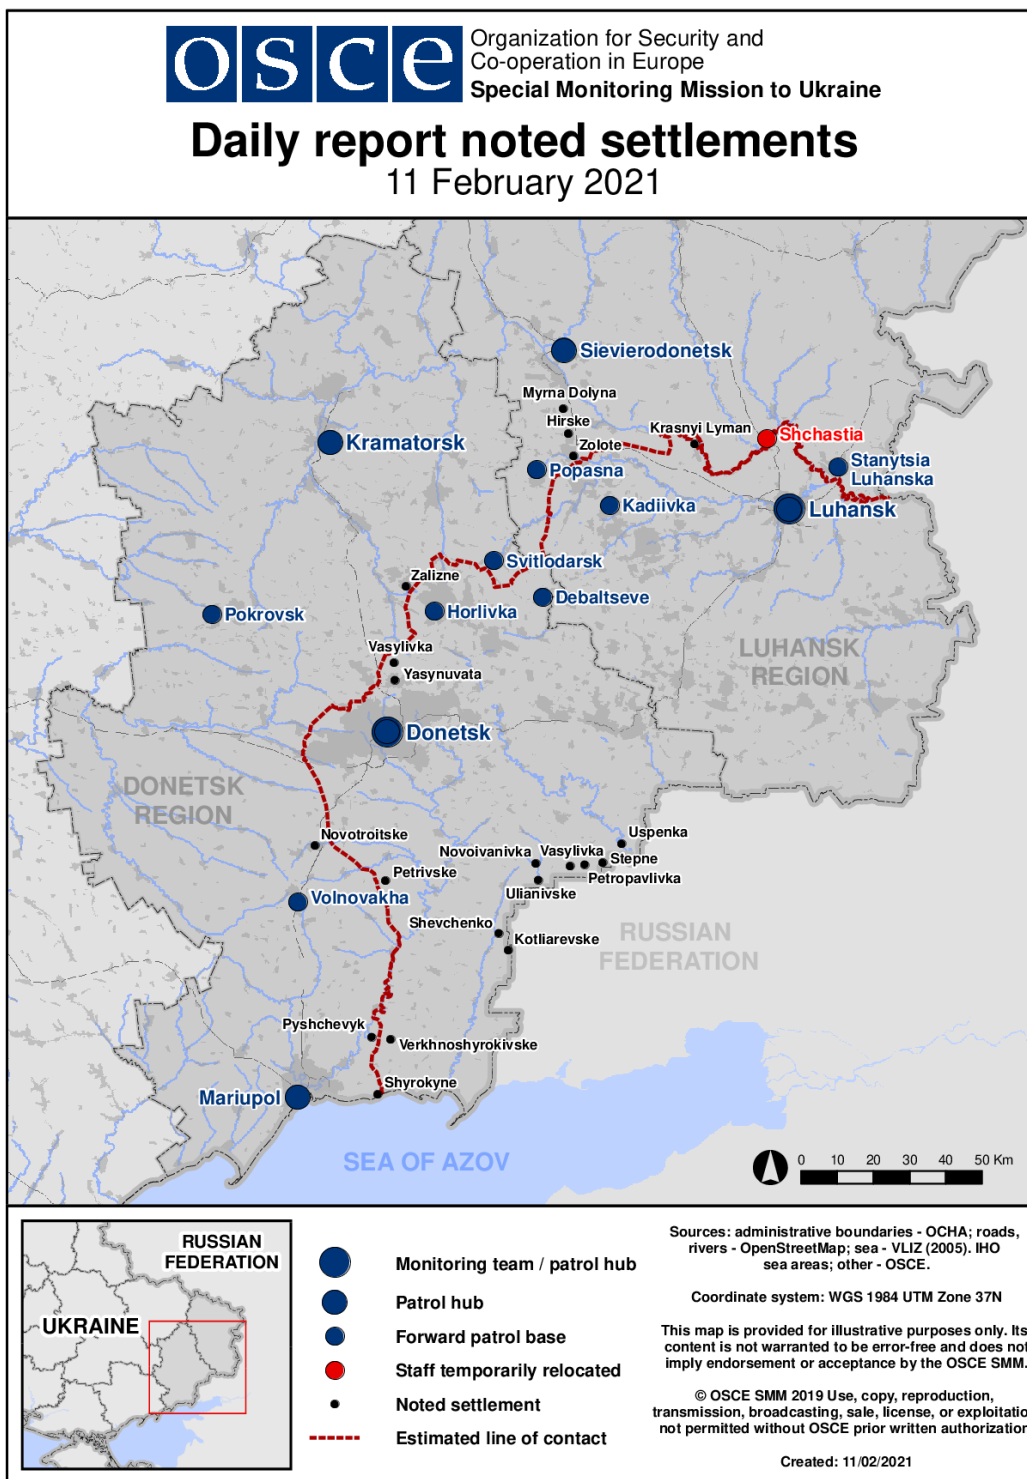 osce
Organization for Security and
Co-operation in Europe
Special Monitoring Mission to Ukraine
Daily report noted settlements
11 February 2021
Sievierodonetsk
Myrna Dolyna
Hirske
Zolote
Krasnyi Lyman
Shchastia
Kramatorsk
Popasna
Stanytsia
Luhanska
Kadiivka
Luhansk
Svitlodarsk
Zalizne
Debaltseve
Horlivka
Pokrovsk
Vasylivka
Yasynuvata
LUHANSK
REGION
Donetsk
DONETSK
REGION
Novotroitske
Uspenka
Novoivanivka
Vasylivka
Stepne
Petrivske
Petropavlivka
Ulianivske
Volnovakha
Shevchenko
Kotliarevske
RUSSIAN
FEDERATION
Pyshchevyk
Verkhnoshyrokivske
Shyrokyne
Mariupol
SEA OF AZOV
0 10 20 30 40 50 Km
RUSSIAN
FEDERATION
UKRAINE
Monitoring team / patrol hub
Patrol hub
Forward patrol base
Staff temporarily relocated
Noted settlement
Estimated line of contact
Sources: administrative boundaries - OCHA; roads,
rivers - OpenStreetMap; sea - VLIZ (2005). IHO
sea areas; other - OSCE.
Coordinate system: WGS 1984 UTM Zone 37N
This map is provided for illustrative purposes only. Its
content is not warranted to be error-free and does not
imply endorsement or acceptance by the OSCE SMM.
© OSCE SMM 2019 Use, copy, reproduction,
transmission, broadcasting, sale, license, or exploitatio
not permitted without OSCE prior written authorization
Created: 11/02/2021